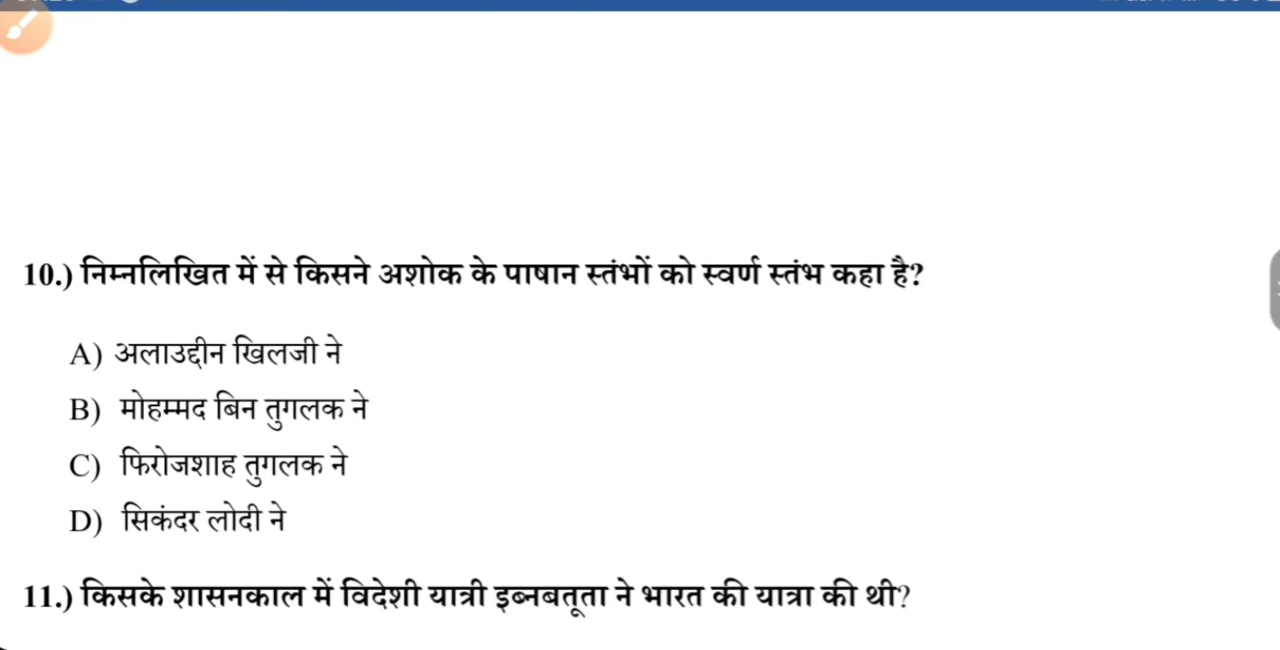 10.) निम्नलिखित में से किसने अशोक के पाषान स्तंभों को स्वर्ण स्तंभ कहा है?
A) अलाउद्दीन खिलजी ने
B) मोहम्मद बिन तुगलक ने
C) फिरोजशाह तुगलक ने
D) सिकंदर लोदी ने
11.) किसके शासनकाल में विदेशी यात्री इब्नबतूता ने भारत की यात्रा की थी?